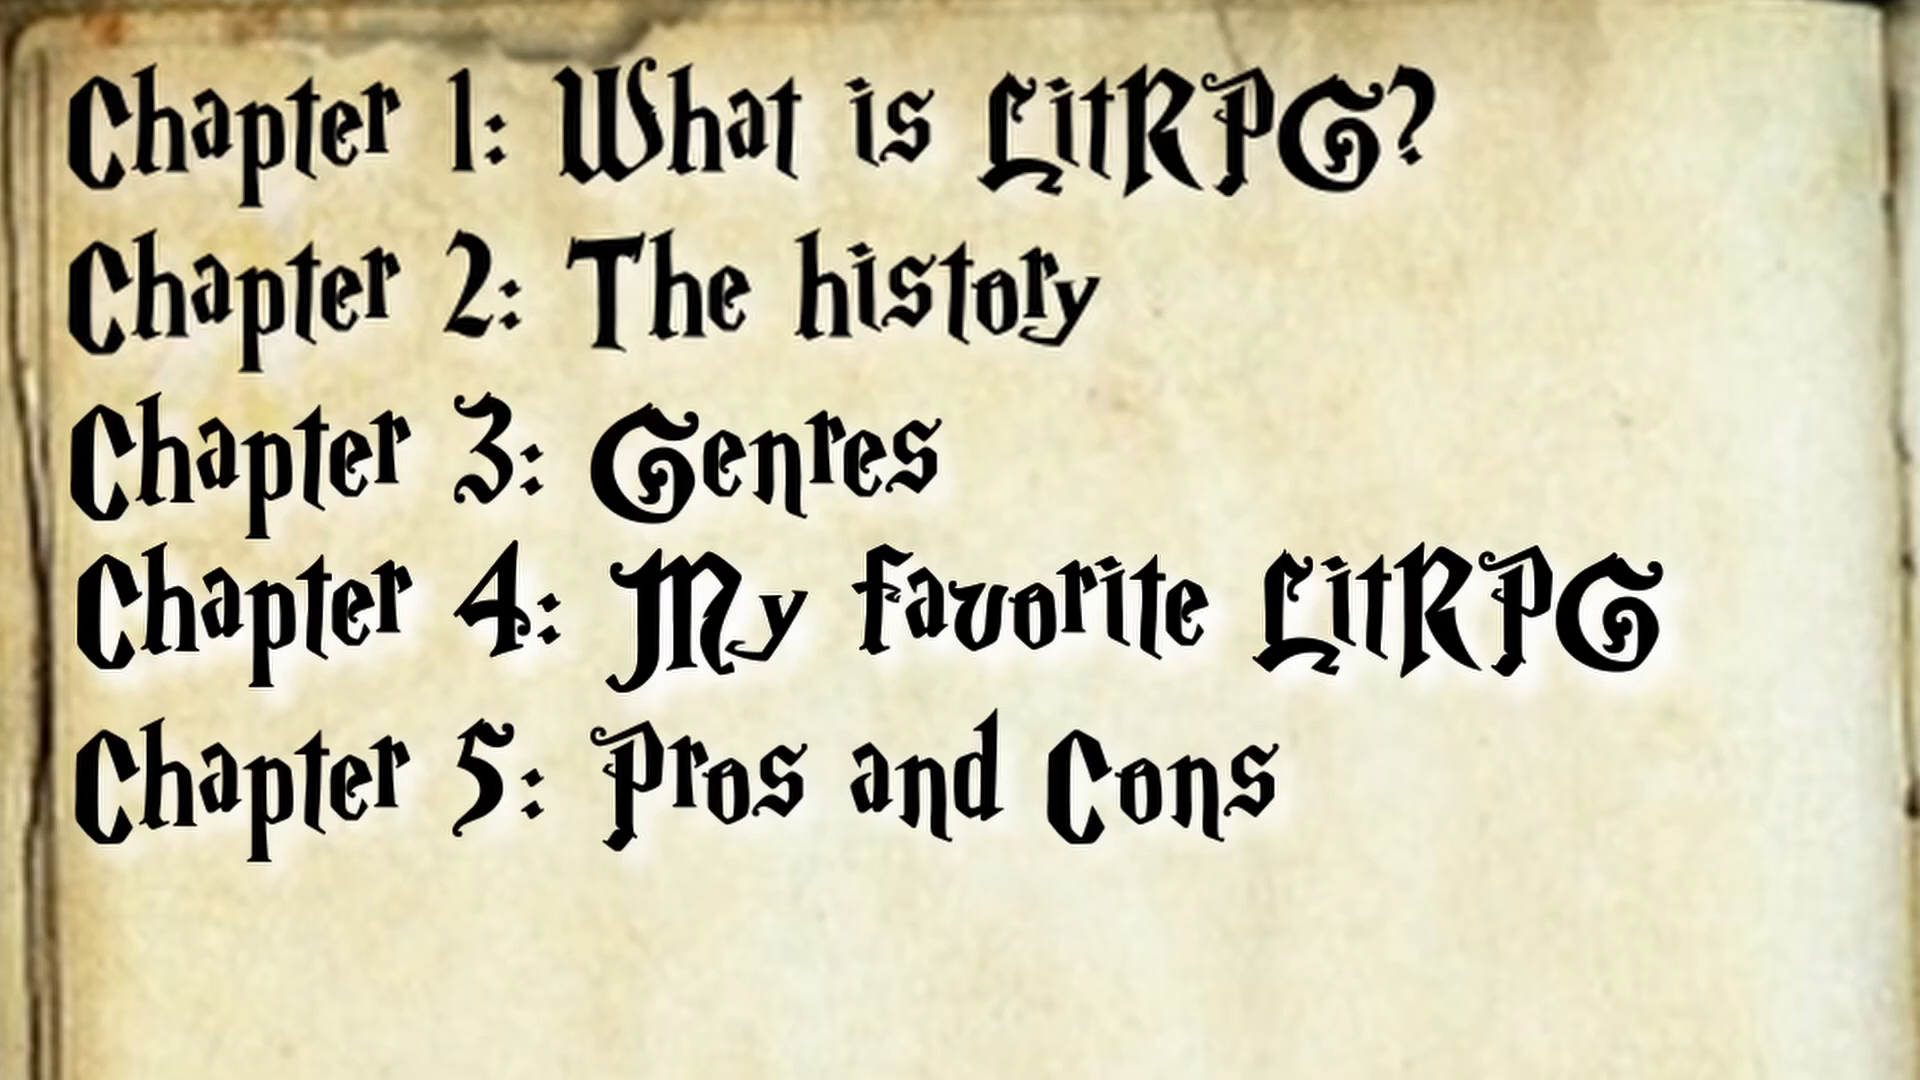 Chapter 1: What is LitRPG?
Chapter 2: The history
Chapter 3: Genres
Chapter 4: My favorite LitRPG
Chapter 5: Pros and Cons